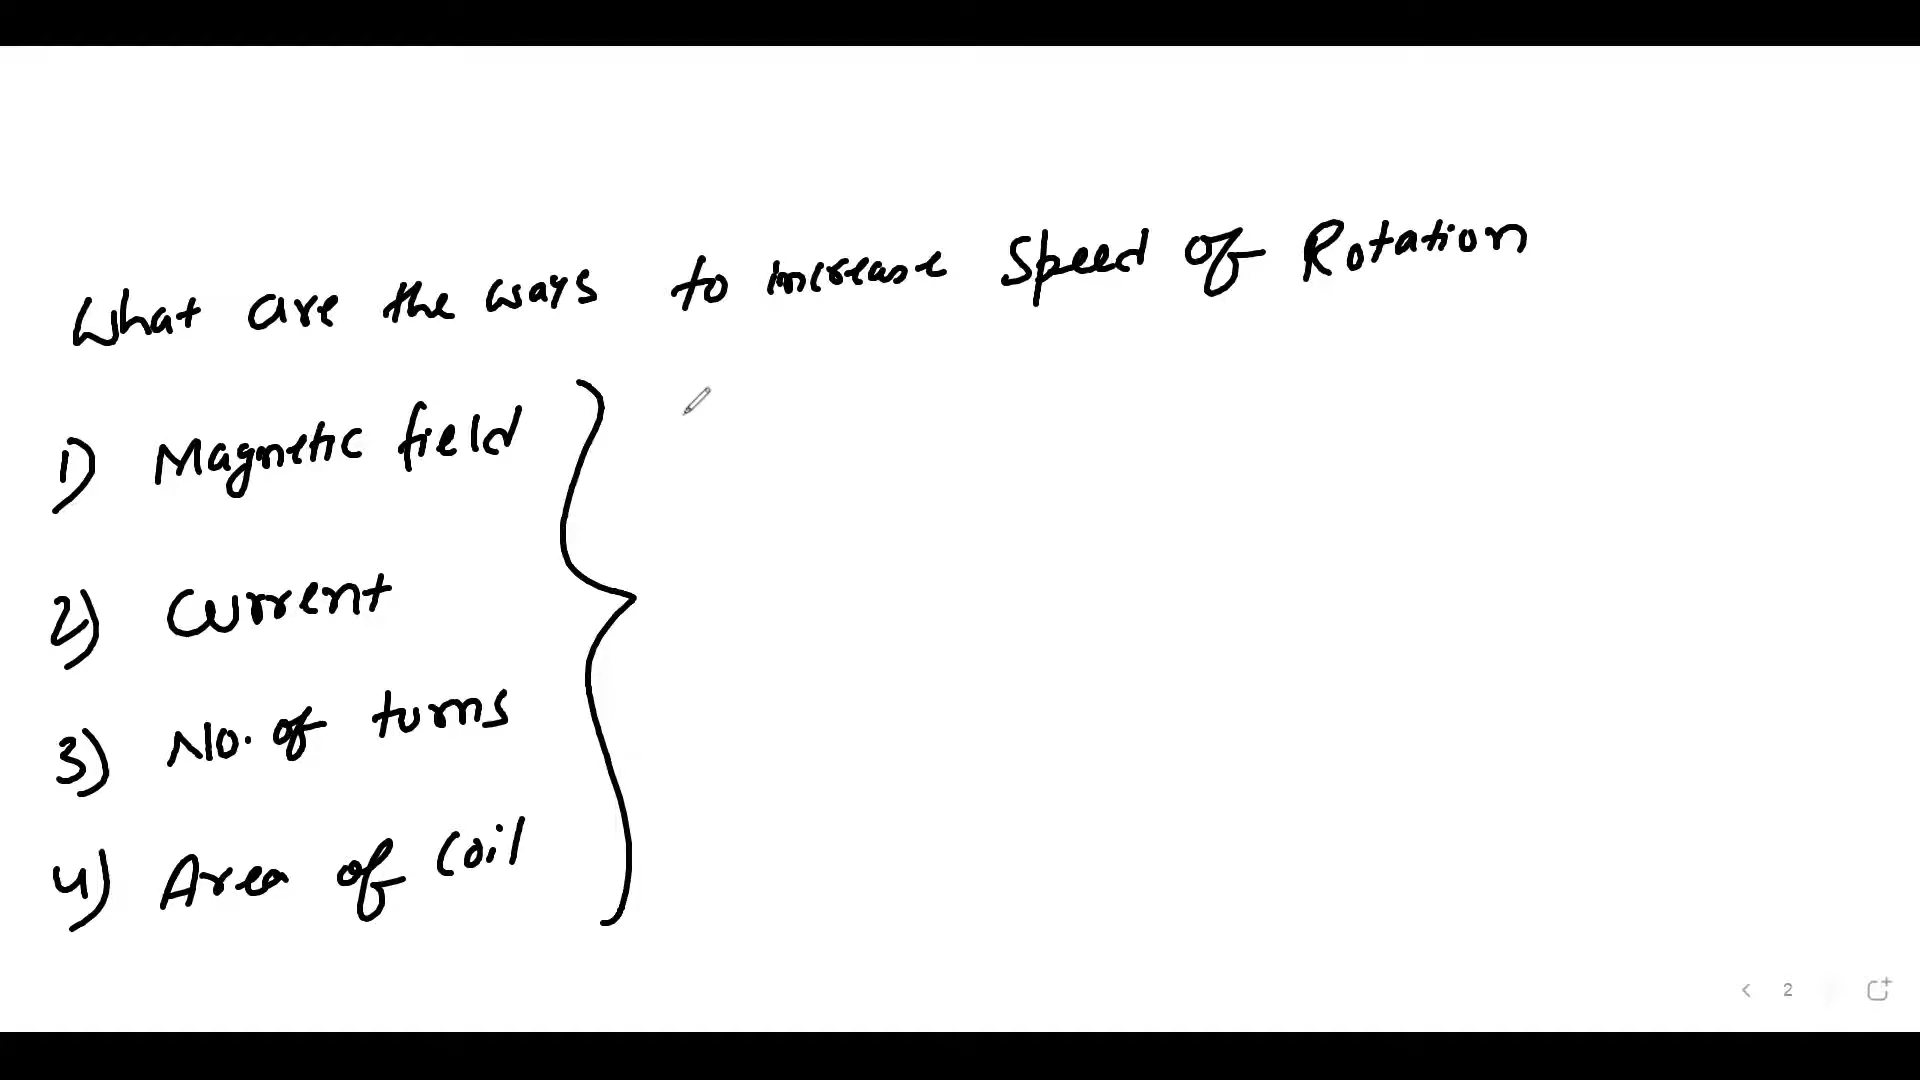 What are the ways to increase Speed of Rotation
1) Magnetic field
2) Current
3) No. of turns
4) Area of coil
2